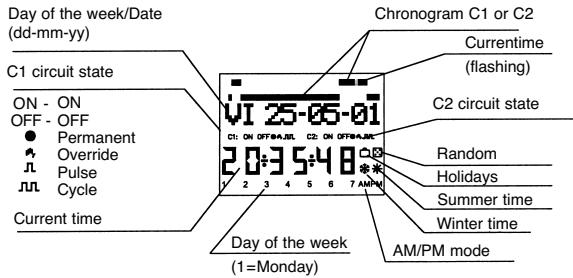 Day of the week/Date
(dd-mm-yy)
Chronogram C1 or C2
Currentime
(flashing)
C1 circuit state
ON - ON
OFF - OFF
Permanent
Override
Pulse
Cycle
Current time
VI 25-05-01
C1: ON OFF C2: ON OFF
20:35:48
1 2 3 4 5 6 7 AMPM
C2 circuit state
Random
Holidays
Summer time
Winter time
AM/PM mode
Day of the week
(1=Monday)